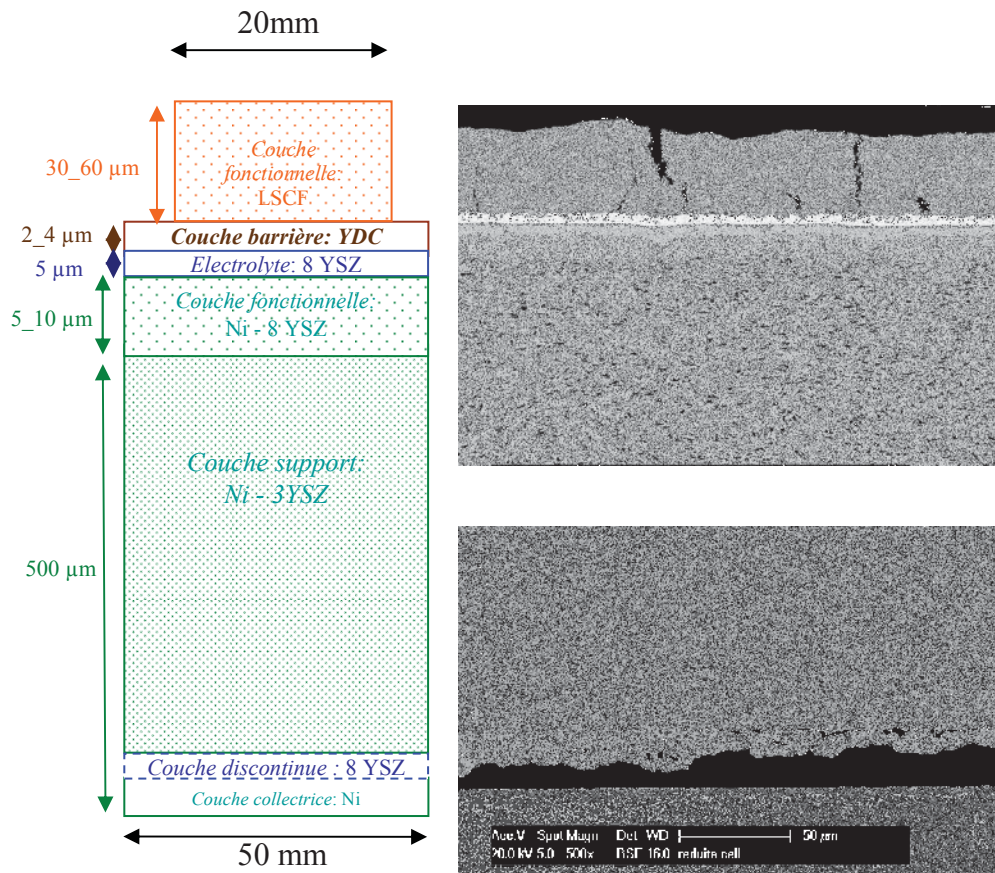 20mm
30_60 µm
Couche
fonctionnelle:
LSCF
2_4 µm
Couche barrière: YDC
5 µm
Electrolyte: 8 YSZ
5_10 µm
Couche fonctionnelle:
Ni - 8 YSZ
Couche support:
Ni - 3YSZ
500 µm
Couche discontinue : 8 YSZ
Couche collectrice: Ni
50 mm
Acc.V Spot Magn Det WD 50 µm
20.0 kV 5.0 500x BSE 16.0 reduite cell